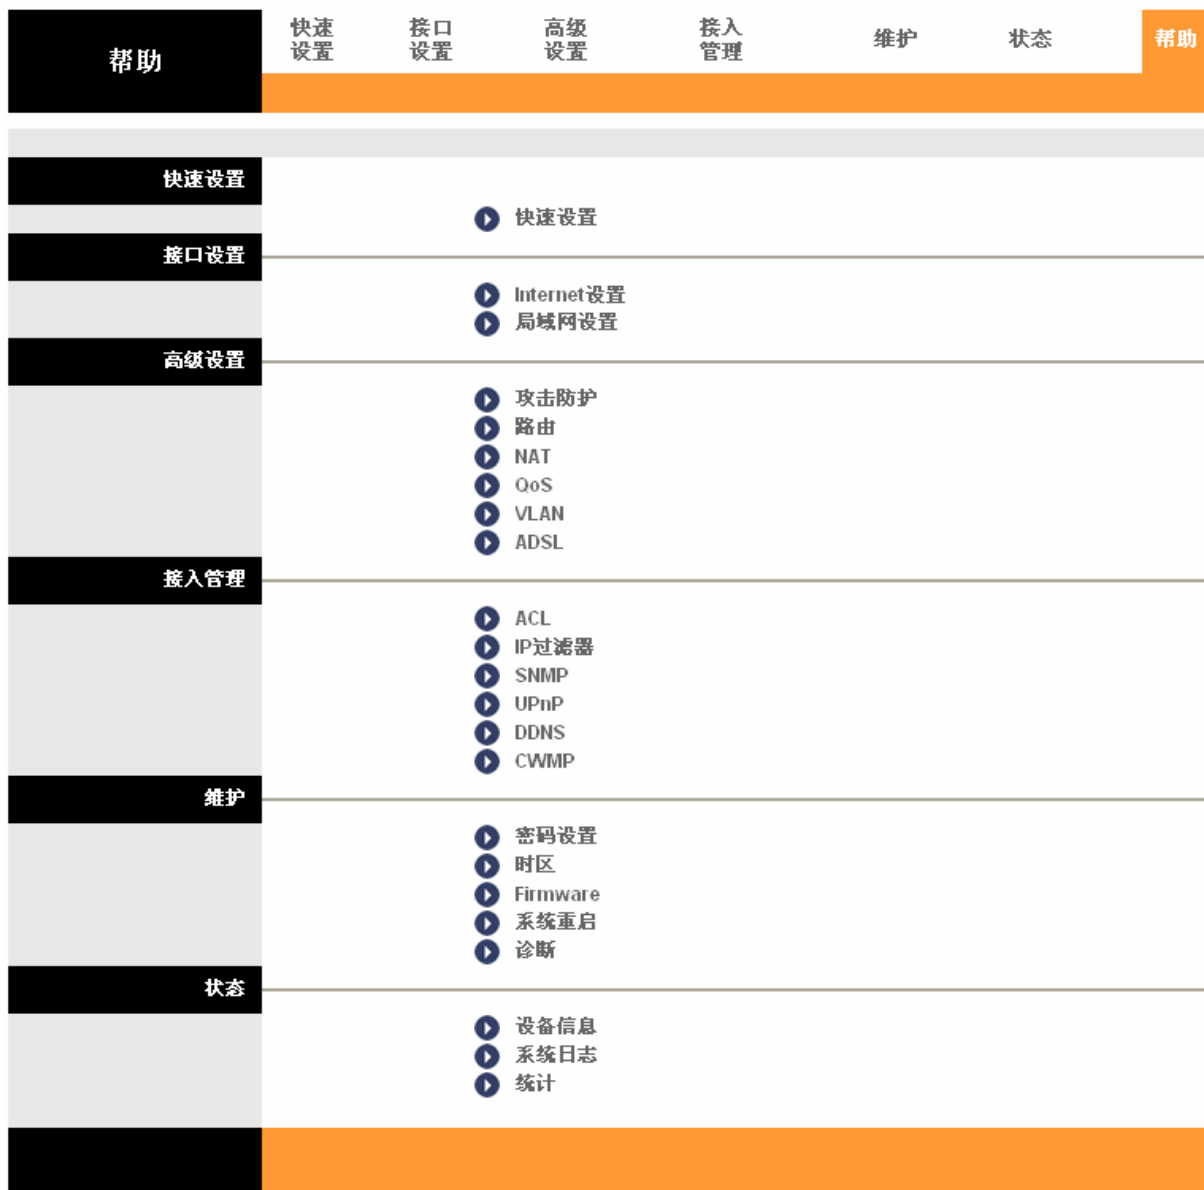 帮助
快速
设置
接口
设置
高级
设置
接入
管理
维护
状态
帮助
快速设置
快速设置
接口设置
Internet设置
局域网设置
高级设置
攻击防护
路由
NAT
QoS
VLAN
ADSL
接入管理
ACL
IP过滤器
SNMP
UPnP
DDNS
CWMP
维护
密码设置
时区
Firmware
系统重启
诊断
状态
设备信息
系统日志
统计